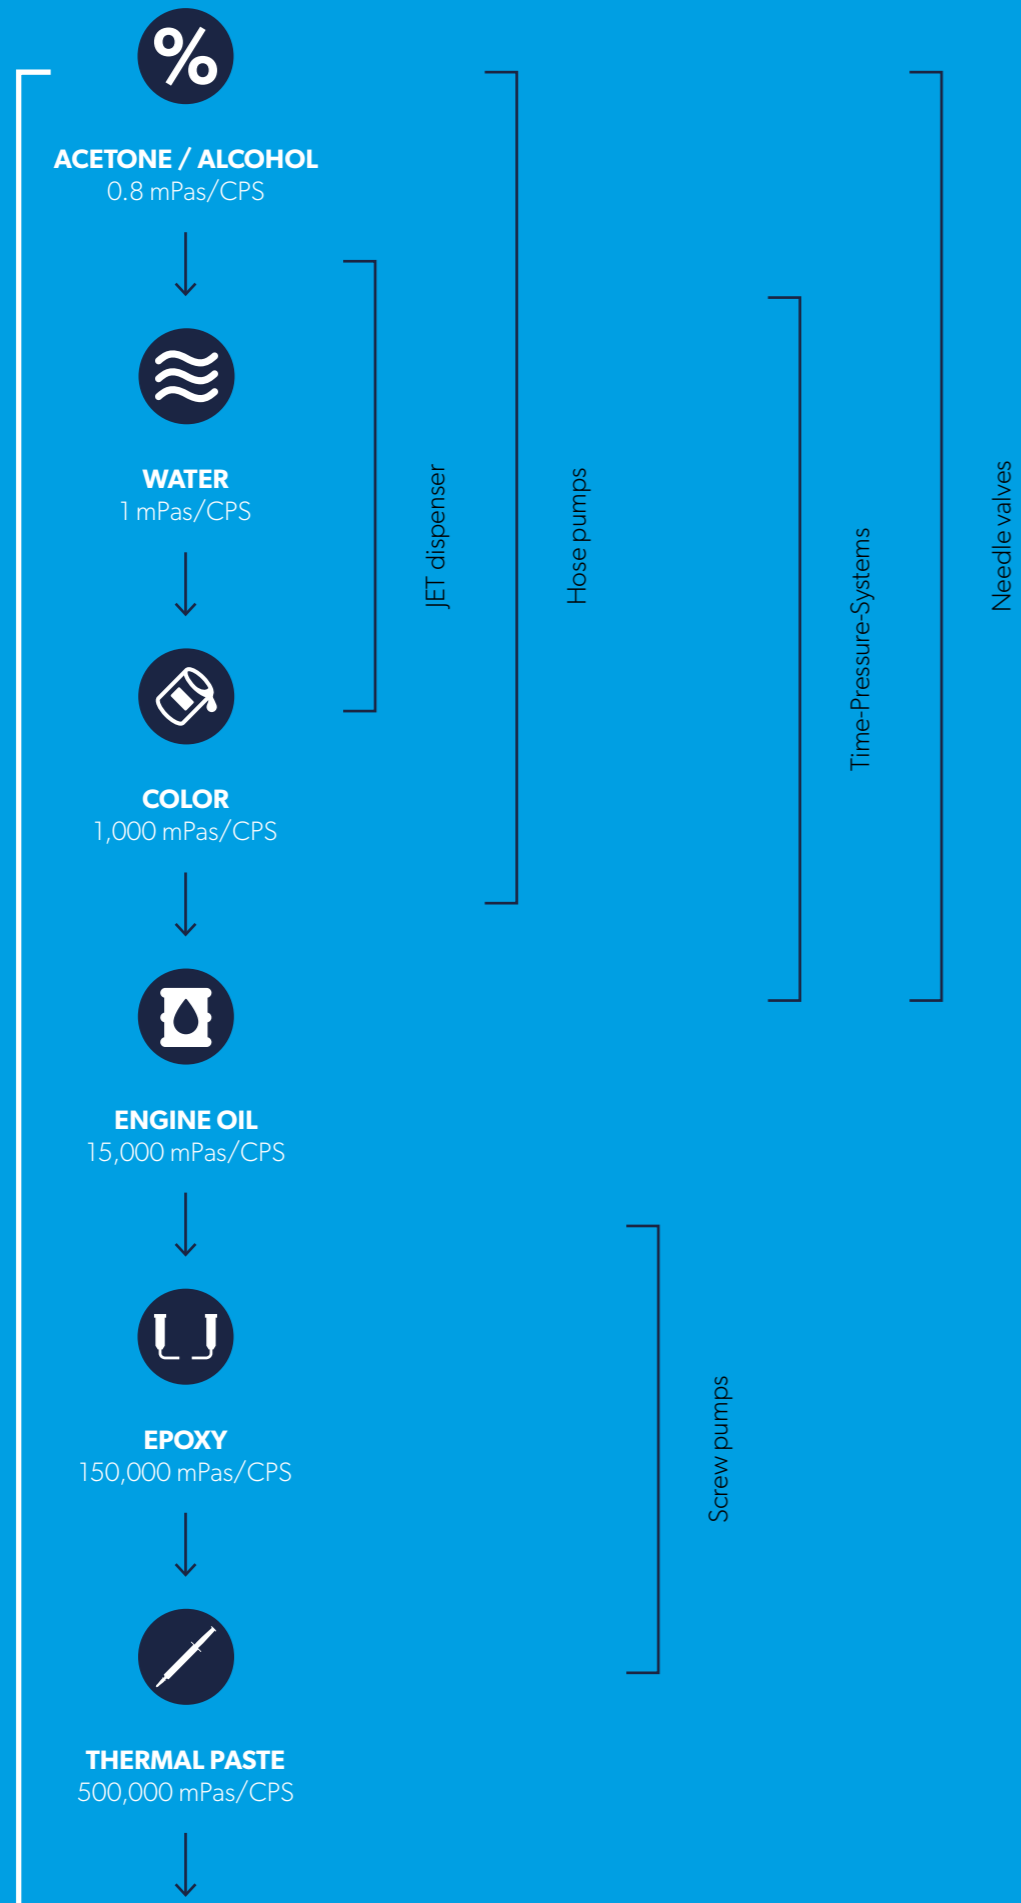 %
ACETONE / ALCOHOL
0.8 mPas/CPS
WATER
1 mPas/CPS
COLOR
1,000 mPas/CPS
ENGINE OIL
15,000 mPas/CPS
EPOXY
150,000 mPas/CPS
THERMAL PASTE
500,000 mPas/CPS
JET dispenser
Hose pumps
Screw pumps
Time-Pressure-Systems
Needle valves